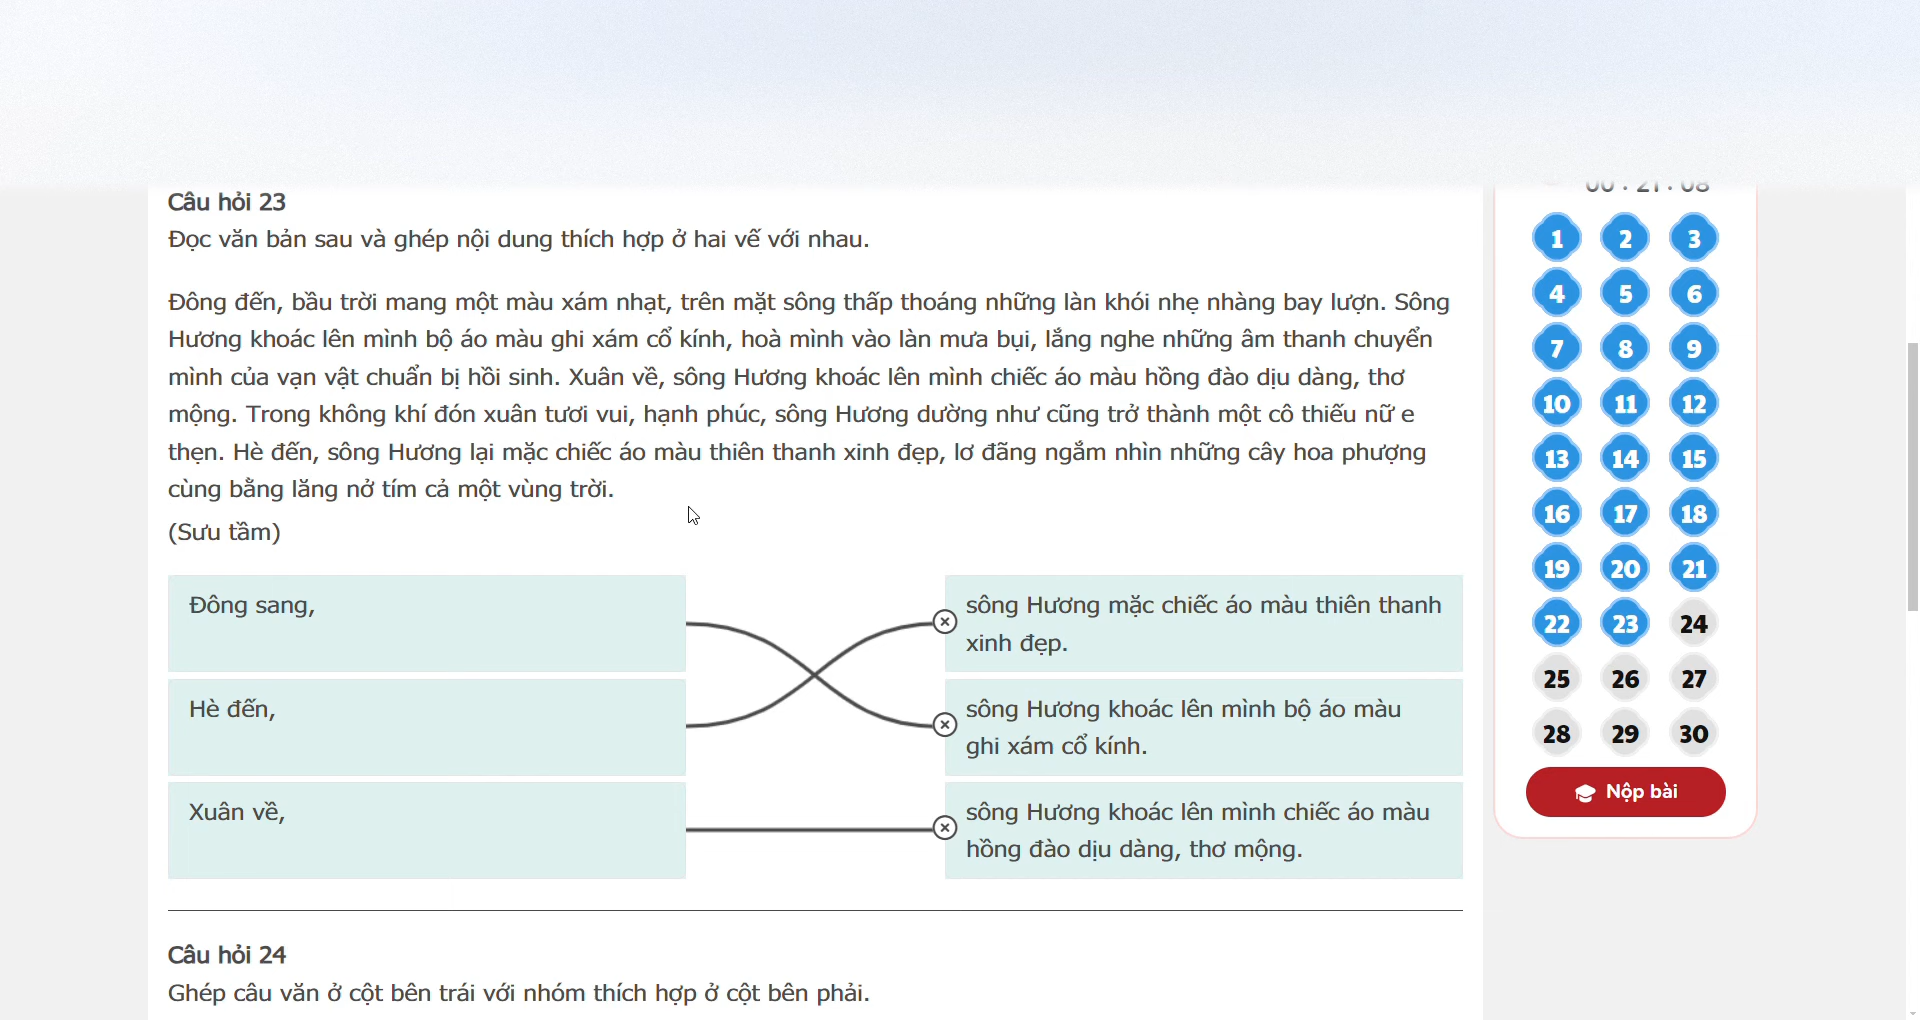 Câu hỏi 23
Đọc văn bản sau và ghép nội dung thích hợp ở hai vế với nhau.
Đông đến, bầu trời mang một màu xám nhạt, trên mặt sông thấp thoáng những làn khói nhẹ nhàng bay lượn. Sông
Hương khoác lên mình bộ áo màu ghi xám cổ kính, hoà mình vào làn mưa bụi, lắng nghe những âm thanh chuyển
mình của vạn vật chuẩn bị hồi sinh. Xuân về, sông Hương khoác lên mình chiếc áo màu hồng đào dịu dàng, thơ
mộng. Trong không khí đón xuân tươi vui, hạnh phúc, sông Hương dường như cũng trở thành một cô thiếu nữ e
thẹn. Hè đến, sông Hương lại mặc chiếc áo màu thiên thanh xinh đẹp, lơ đãng ngắm nhìn những cây hoa phượng
cùng bằng lăng nở tím cả một vùng trời.
(Sưu tầm)
Đông sang,
sông Hương mặc chiếc áo màu thiên thanh
xinh đẹp.
Hè đến,
sông Hương khoác lên mình bộ áo màu
ghi xám cổ kính.
Xuân về,
sông Hương khoác lên mình chiếc áo màu
hồng đào dịu dàng, thơ mộng.
Câu hỏi 24
Ghép câu văn ở cột bên trái với nhóm thích hợp ở cột bên phải.
1 2 3
4 5 6
7 8 9
10 11 12
13 14 15
16 17 18
19 20 21
22 23 24
25 26 27
28 29 30
Nộp bài